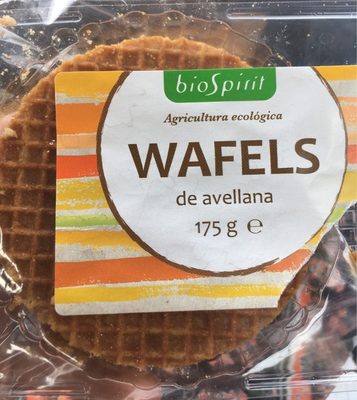 bioSpirit
Agricultura ecológica
WAFELS
de avellana
175 g ℮